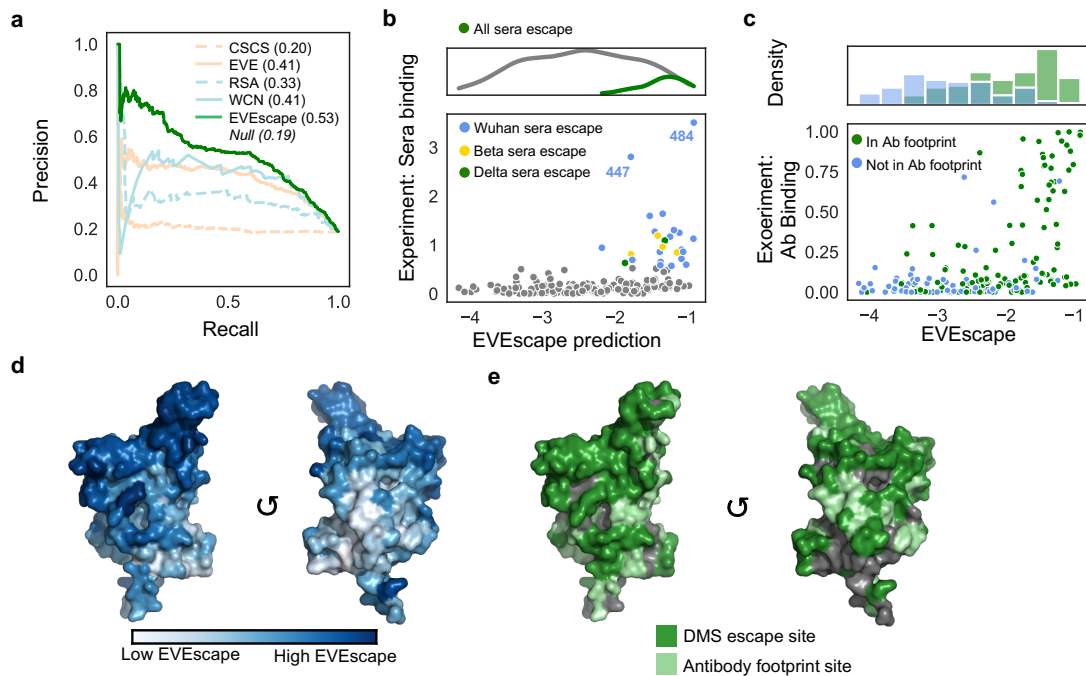 a
Precision
1.0
0.8
0.6
0.4
0.2
0.0
CSCS (0.20)
EVE (0.41)
RSA (0.33)
WCN (0.41)
EVEscape (0.53)
Null (0.19)
0.0
0.5
1.0
Recall
b
All sera escape
Experiment: Sera binding
Wuhan sera escape
Beta sera escape
Delta sera escape
484
447
3
2
1
0
−4
−3
−2
−1
EVEscape prediction
c
Density
Exoeriment:
Ab Binding
In Ab footprint
Not in Ab footprint
1.00
0.75
0.50
0.25
0.00
−4
−3
−2
−1
EVEscape
d
Low EVEscape
High EVEscape
e
DMS escape site
Antibody footprint site